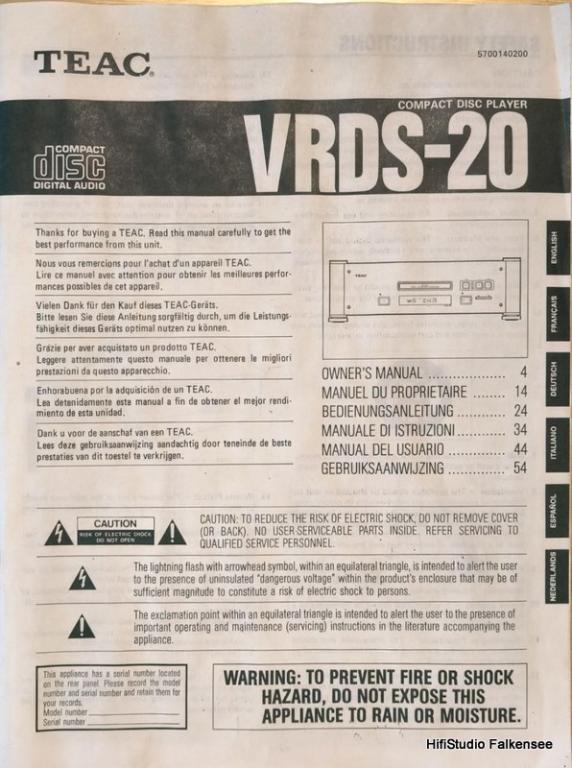 TEAC®
5700140200
COMPACT DISC PLAYER
VRDS-20
COMPACT
disc
DIGITAL AUDIO
Thanks for buying a TEAC. Read this manual carefully to get the
best performance from this unit.
Nous vous remercions pour l'achat d'un appareil TEAC.
Lire ce manuel avec attention pour obtenir les meilleures perfor-
mances possibles de cet appareil.
Vielen Dank für den Kauf dieses TEAC-Geräts.
Bitte lesen Sie diese Anleitung sorgfältig durch, um die Leistungs-
fähigkeit dieses Geräts optimal nutzen zu können.
Grázie per aver acquistato un prodotto TEAC.
Leggere attentamente questo manuale per ottenere le migliori
prestazioni da questo apparecchio.
Enhorabuena por la adquisición de un TEAC.
Lea detenidamente este manual a fin de obtener el mejor rendi-
miento de esta unidad.
Dank u voor de aanschaf van een TEAC.
Lees deze gebruiksaanwijzing aandachtig door teneinde de beste
prestaties van dit toestel te verkrijgen.
TEAC
OWNER'S MANUAL .................. 4
MANUEL DU PROPRIETAIRE ........ 14
BEDIENUNGSANLEITUNG ............ 24
MANUALE DI ISTRUZIONI ............ 34
MANUAL DEL USUARIO .............. 44
GEBRUIKSAANWIJZING .............. 54
ENGLISH
FRANÇAIS
DEUTSCH
ITALIANO
ESPAÑOL
NEDERLANDS
CAUTION
RISK OF ELECTRIC SHOCK
DO NOT OPEN
CAUTION: TO REDUCE THE RISK OF ELECTRIC SHOCK, DO NOT REMOVE COVER
(OR BACK). NO USER-SERVICEABLE PARTS INSIDE. REFER SERVICING TO
QUALIFIED SERVICE PERSONNEL.
The lightning flash with arrowhead symbol, within an equilateral triangle, is intended to alert the user
to the presence of uninsulated "dangerous voltage" within the product's enclosure that may be of
sufficient magnitude to constitute a risk of electric shock to persons.
The exclamation point within an equilateral triangle is intended to alert the user to the presence of
important operating and maintenance (servicing) instructions in the literature accompanying the
appliance.
This appliance has a serial number located
on the rear panel. Please record the model
number and serial number and retain them for
your records.
Model number
Serial number
WARNING: TO PREVENT FIRE OR SHOCK
HAZARD, DO NOT EXPOSE THIS
APPLIANCE TO RAIN OR MOISTURE.
HifiStudio Falkensee